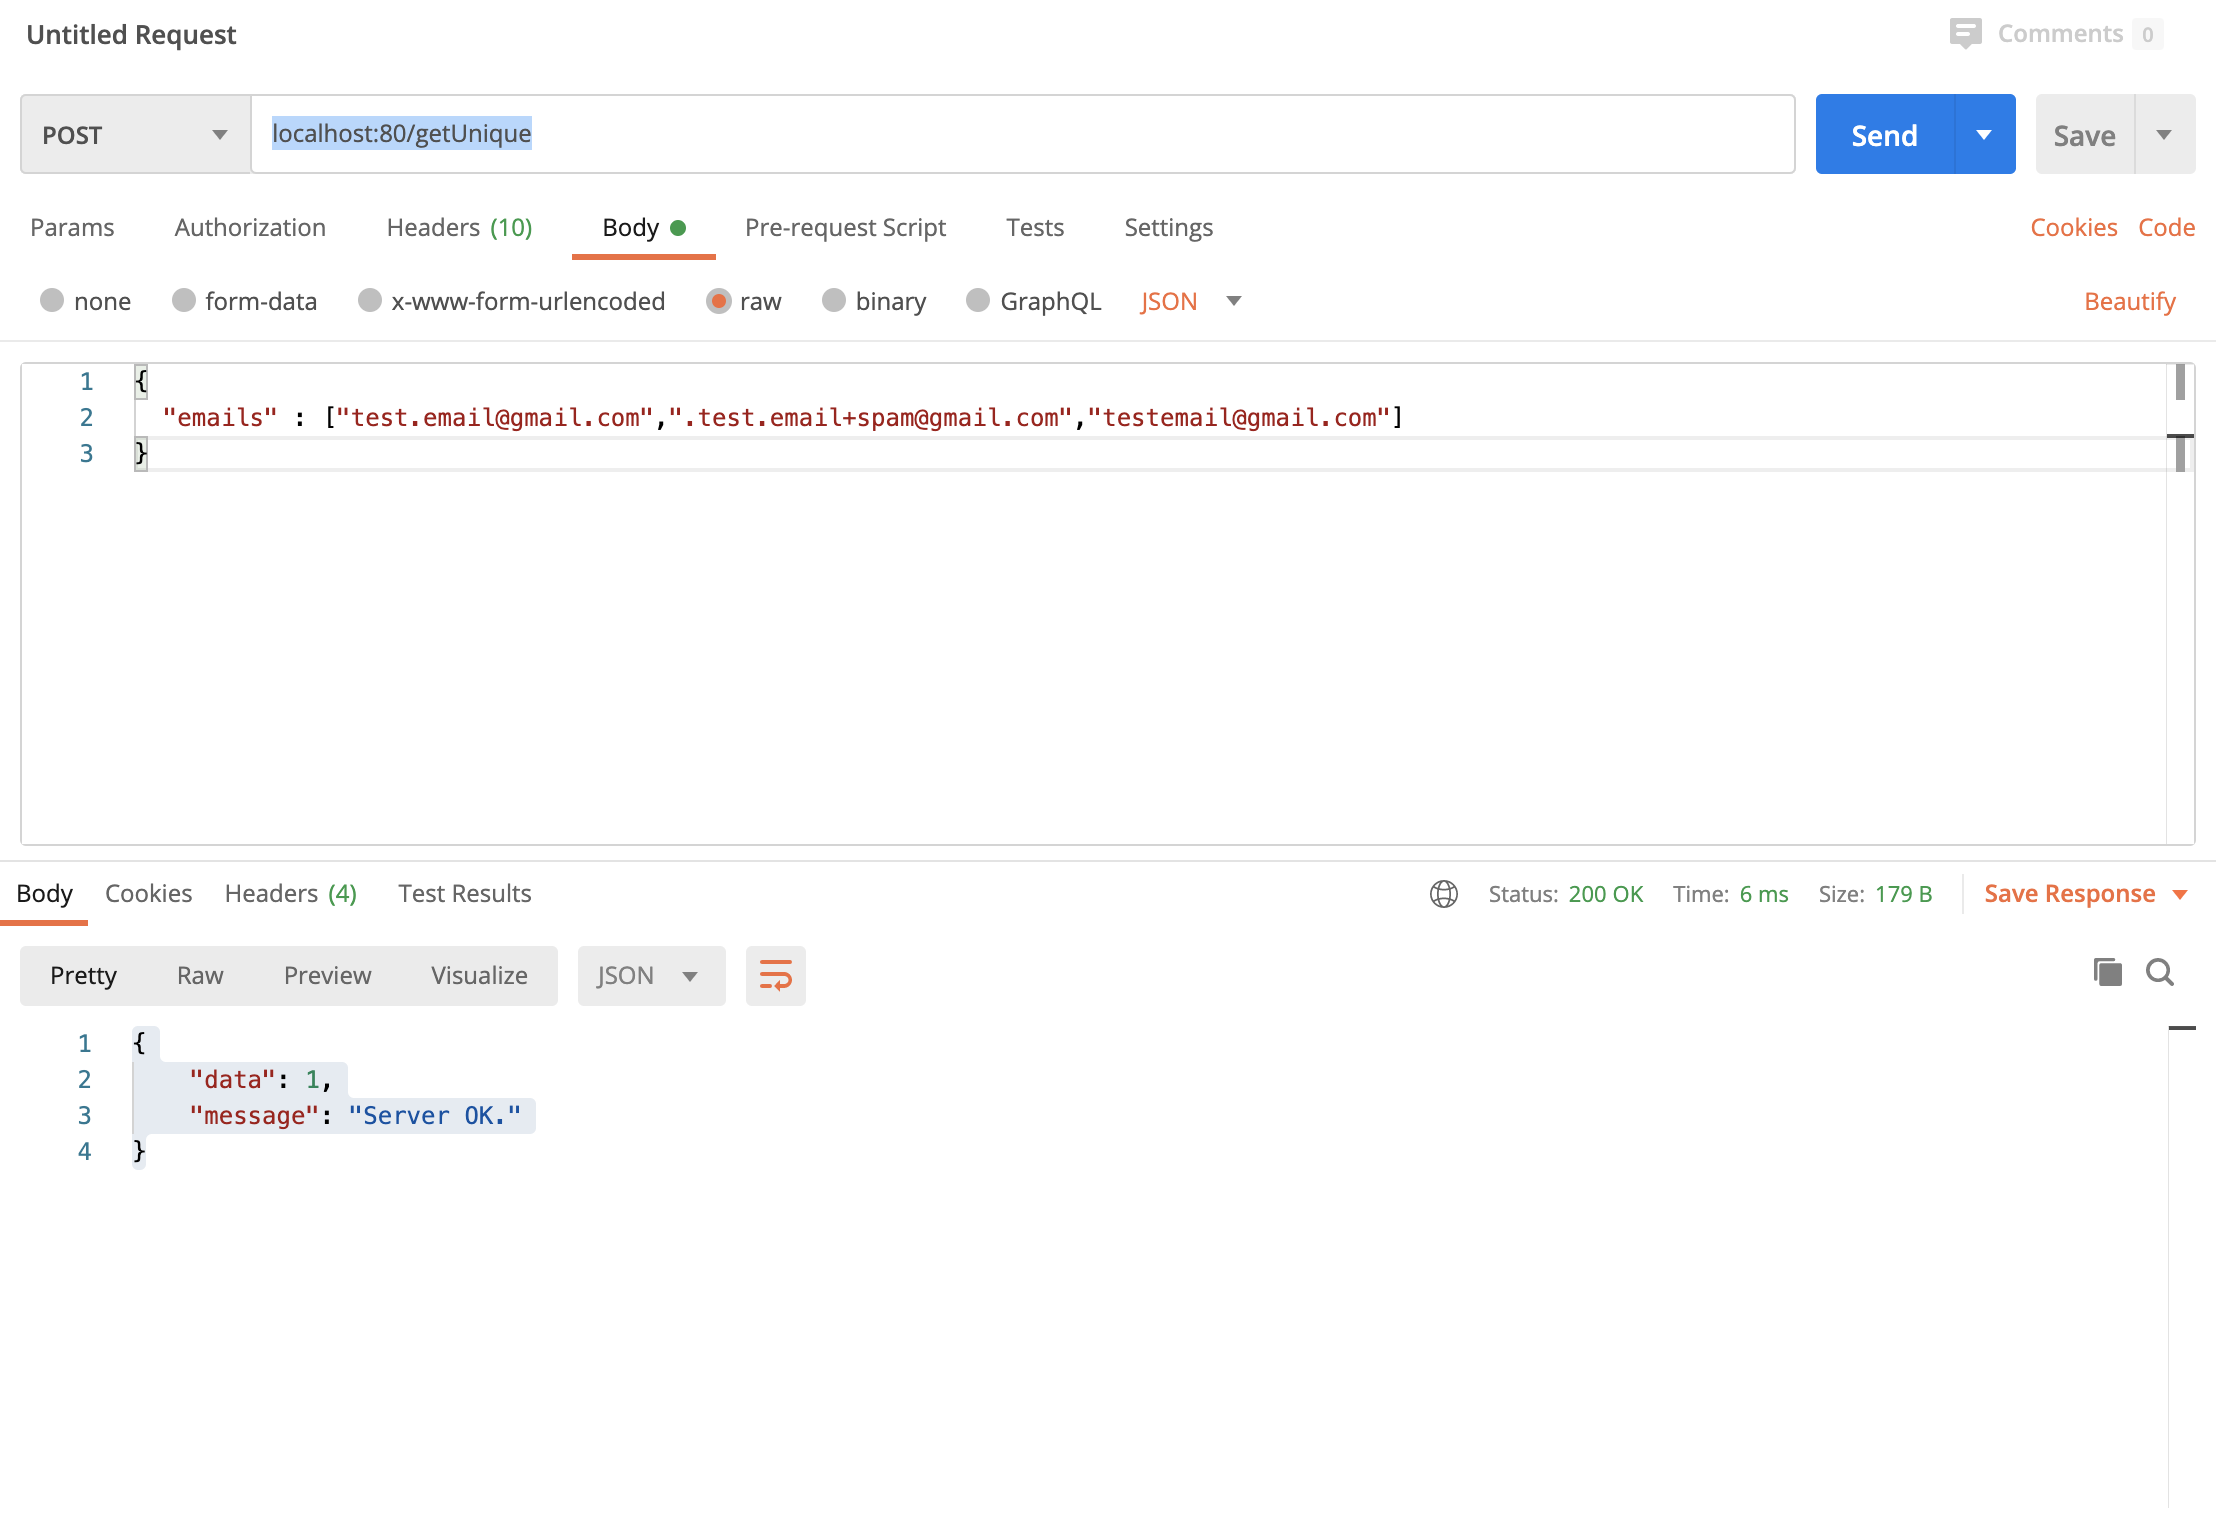 Untitled Request Comments 0
POST localhost:80/getUnique Send Save
Params Authorization Headers (10) Body Pre-request Script Tests Settings Cookies Code
none form-data x-www-form-urlencoded raw binary GraphQL JSON Beautify
1 {
2 "emails" : ["test.email@gmail.com",".test.email+spam@gmail.com","testemail@gmail.com"]
3 }
Body Cookies Headers (4) Test Results Status: 200 OK Time: 6 ms Size: 179 B Save Response
Pretty Raw Preview Visualize JSON
1 {
2 "data": 1,
3 "message": "Server OK."
4 }